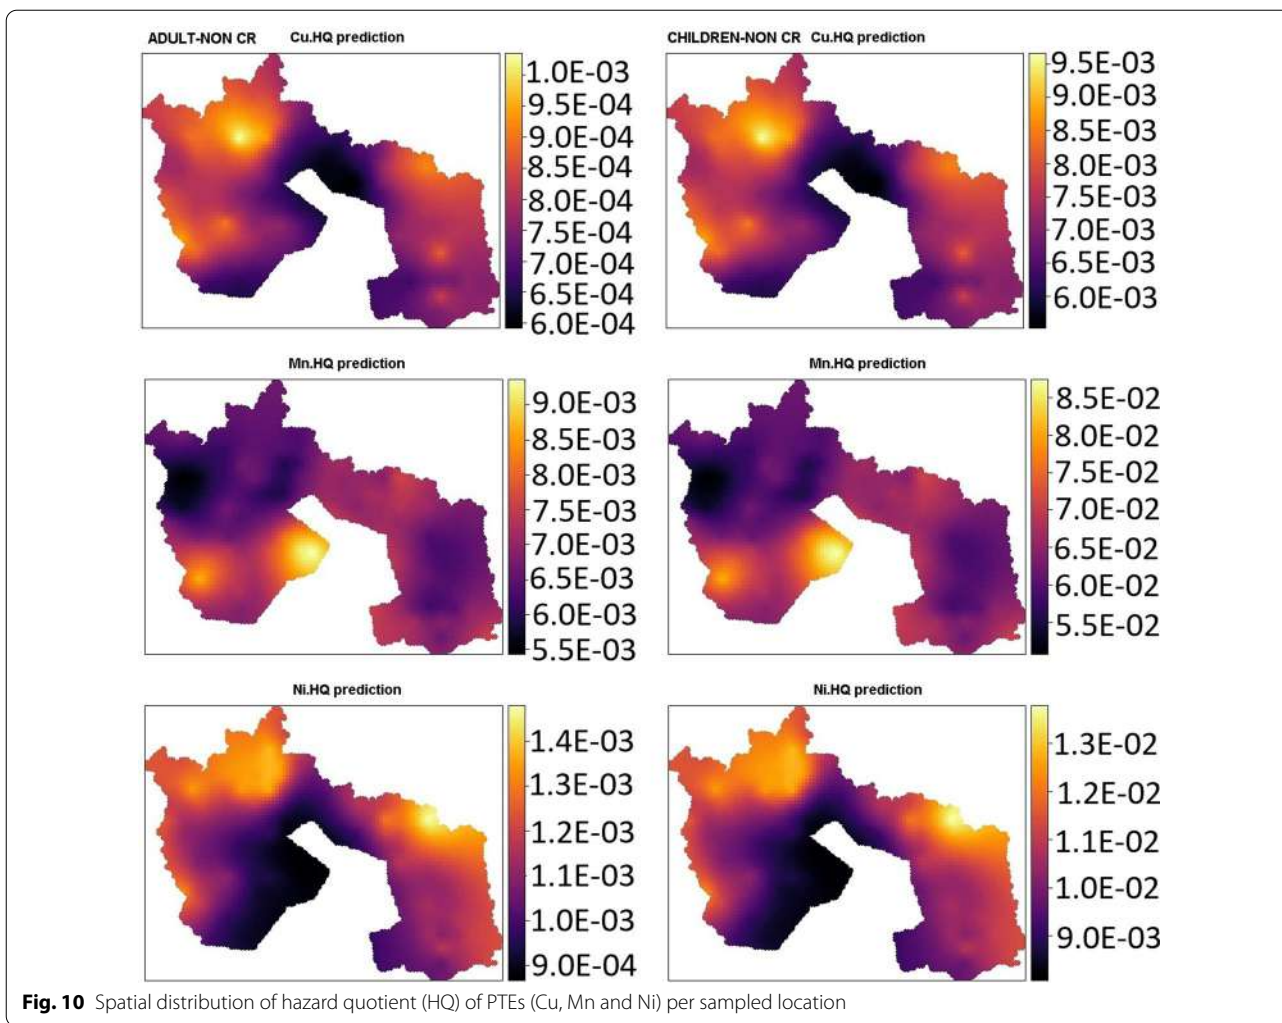 ADULT-NON CR Cu.HQ prediction
1.0E-03
9.5E-04
9.0E-04
8.5E-04
8.0E-04
7.5E-04
7.0E-04
6.5E-04
6.0E-04
CHILDREN-NON CR Cu.HQ prediction
9.5E-03
9.0E-03
8.5E-03
8.0E-03
7.5E-03
7.0E-03
6.5E-03
6.0E-03
Mn.HQ prediction
9.0E-03
8.5E-03
8.0E-03
7.5E-03
7.0E-03
6.5E-03
6.0E-03
5.5E-03
Mn.HQ prediction
8.5E-02
8.0E-02
7.5E-02
7.0E-02
6.5E-02
6.0E-02
5.5E-02
Ni.HQ prediction
1.4E-03
1.3E-03
1.2E-03
1.1E-03
1.0E-03
9.0E-04
Ni.HQ prediction
1.3E-02
1.2E-02
1.1E-02
1.0E-02
9.0E-03
Fig. 10 Spatial distribution of hazard quotient (HQ) of PTEs (Cu, Mn and Ni) per sampled location